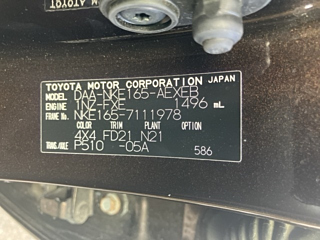 TOYOTA MOTOR CORPORATION JAPAN
MODEL DAA-NKE165-AEXEB
ENGINE 1NZ-FXE 1496 mL
FRAME No. NKE165-7111978
COLOR TRIM PLANT OPTION
4X4 FD21 N21
TRANS/AXLE P510 -05A
586